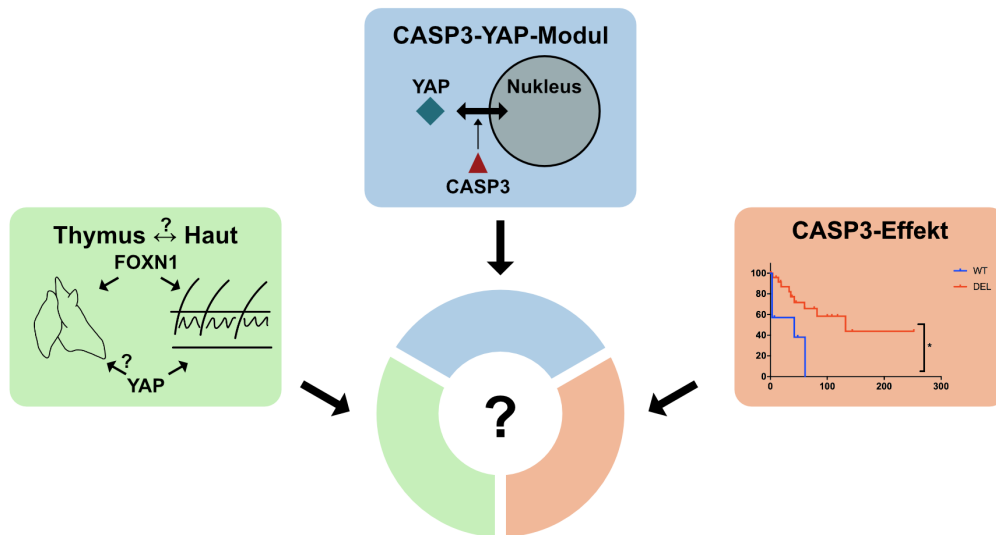 CASP3-YAP-Modul
YAP
Nukleus
CASP3
Thymus ?↔ Haut
FOXN1
?
YAP
CASP3-Effekt
WT
DEL
100
80
60
40
20
0
0 100 200 300
*
?